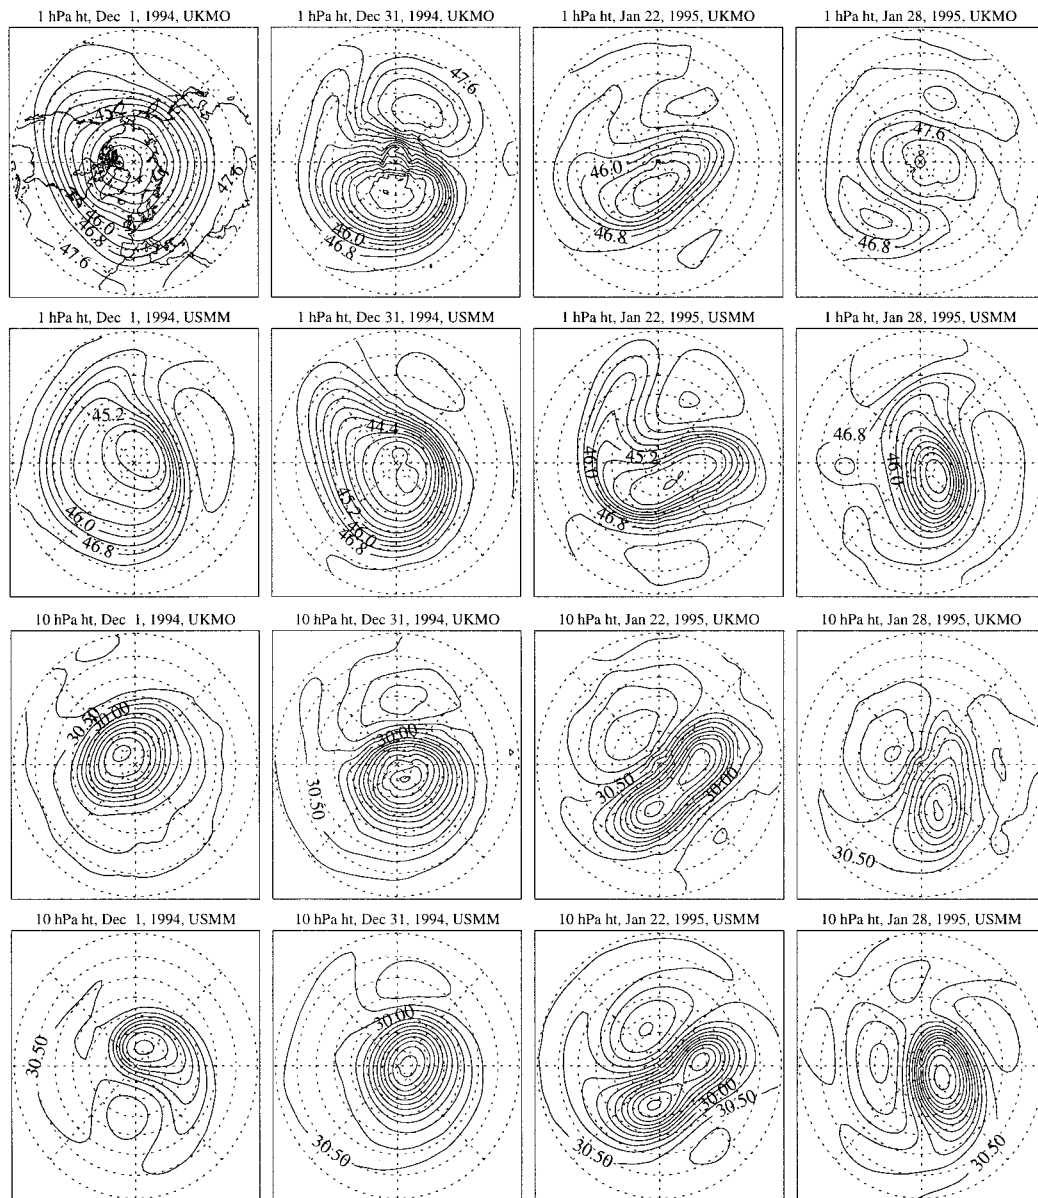 1 hPa ht, Dec 1, 1994, UKMO
1 hPa ht, Dec 31, 1994, UKMO
1 hPa ht, Jan 22, 1995, UKMO
1 hPa ht, Jan 28, 1995, UKMO
47.6
46.0
46.8
47.6
47.6
46.0
46.8
46.0
46.8
47.6
46.8
1 hPa ht, Dec 1, 1994, USMM
1 hPa ht, Dec 31, 1994, USMM
1 hPa ht, Jan 22, 1995, USMM
1 hPa ht, Jan 28, 1995, USMM
45.2
46.0
46.8
44.4
45.2
46.0
46.8
46.0
45.2
46.8
46.8
46.0
10 hPa ht, Dec 1, 1994, UKMO
10 hPa ht, Dec 31, 1994, UKMO
10 hPa ht, Jan 22, 1995, UKMO
10 hPa ht, Jan 28, 1995, UKMO
30.50
30.00
30.00
30.50
30.50
30.00
30.50
10 hPa ht, Dec 1, 1994, USMM
10 hPa ht, Dec 31, 1994, USMM
10 hPa ht, Jan 22, 1995, USMM
10 hPa ht, Jan 28, 1995, USMM
30.50
30.00
30.50
30.00
30.50
30.50
30.50